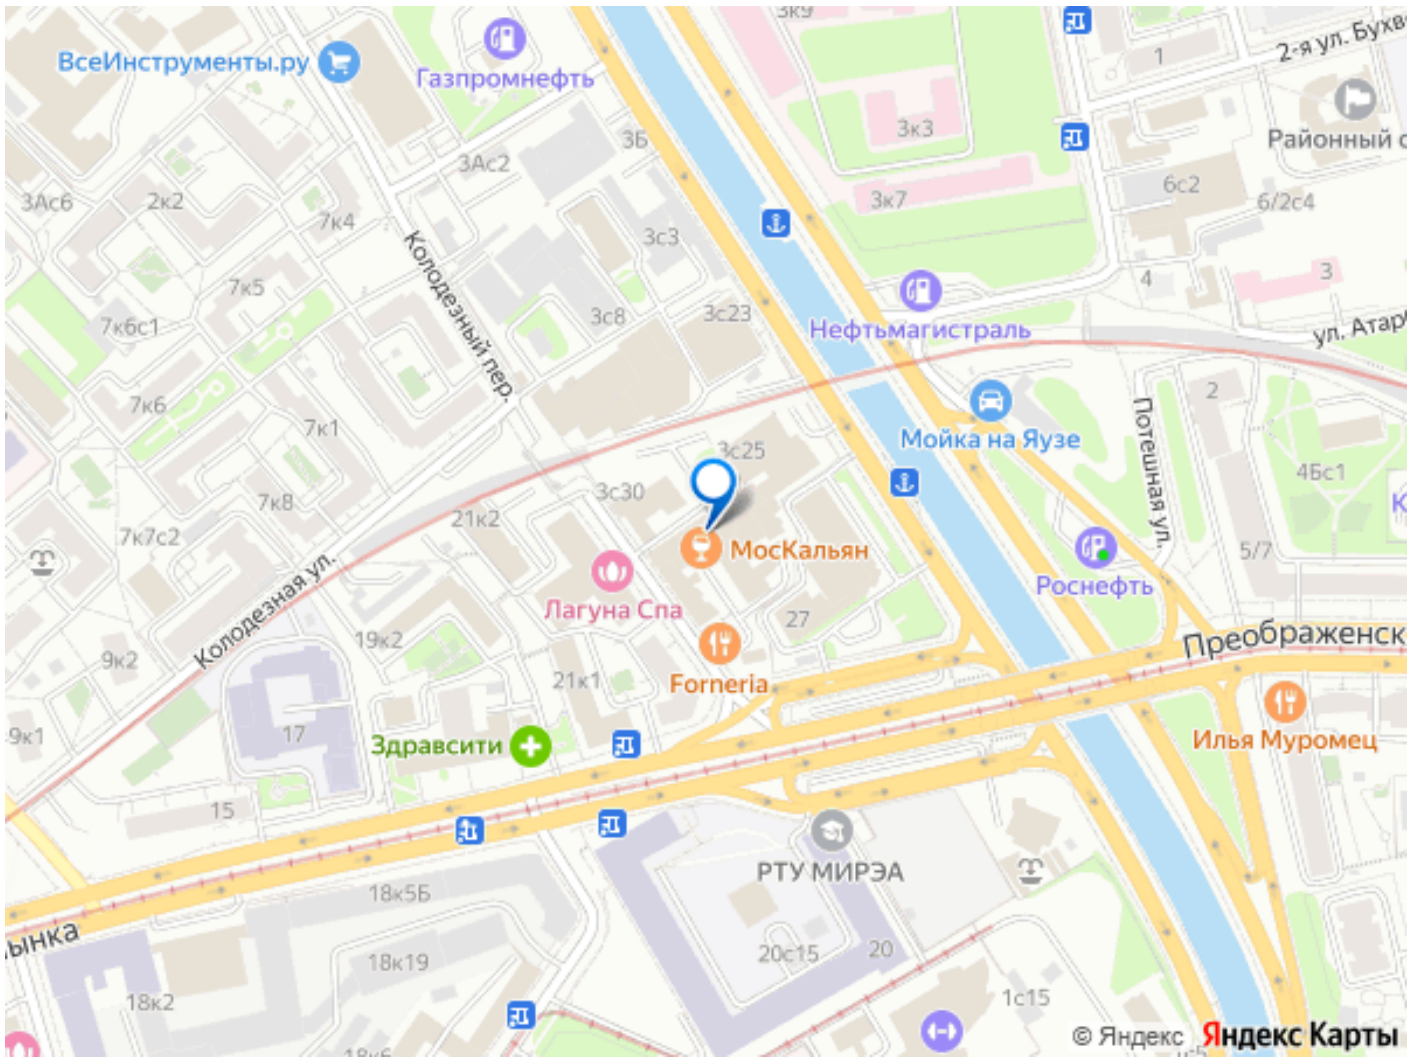 3к9
2-я ул. Бухв
ВсеИнструменты.ру
Газпромнефть
1
3к3
3Б
Районный с
3Ас2
6с2
3Ас6
2к2
3к7
6/2с4
7к4
3с3
Колодезный пер.
3
4
7к5
3с8
3с23
7к6с1
Нефтьмагистраль
ул. Атарб
2
7к6
7к1
Мойка на Яузе
Потешная ул.
3с25
4Бс1
3с30
7к8
К
21к2
7к7с2
МосКальян
5/7
Роснефть
Лагуна Спа
Колодезная ул.
27
19к2
Преображенск
9к2
21к1
Forneria
17
9к1
Здравсити
Илья Муромец
15
РТУ МИРЭА
18к5Б
ынка
20с15
20
18к19
18к2
1с15
18к6
© Яндекс
Яндекс Карты